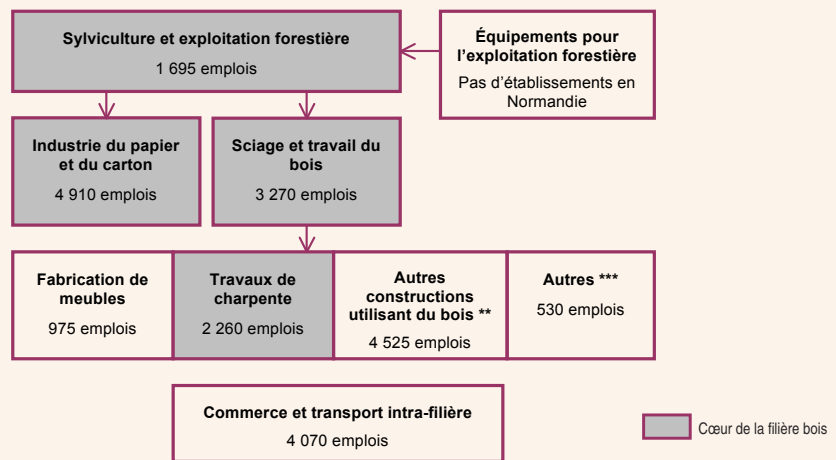 Sylviculture et exploitation forestière
1 695 emplois
Équipements pour
l'exploitation forestière
Pas d'établissements en
Normandie
Industrie du papier
et du carton
4 910 emplois
Sciage et travail du
bois
3 270 emplois
Fabrication de
meubles
975 emplois
Travaux de
charpente
2 260 emplois
Autres
constructions
utilisant du bois **
4 525 emplois
Autres ***
530 emplois
Commerce et transport intra-filière
4 070 emplois
Cœur de la filière bois